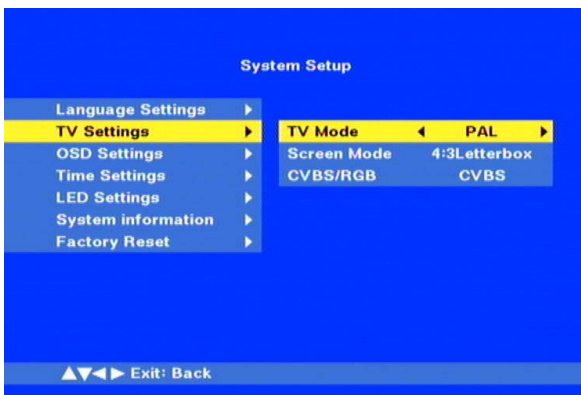 System Setup
Language Settings
TV Settings
TV Mode PAL
OSD Settings
Screen Mode 4:3Letterbox
Time Settings
CVBS/RGB CVBS
LED Settings
System information
Factory Reset
Exit: Back